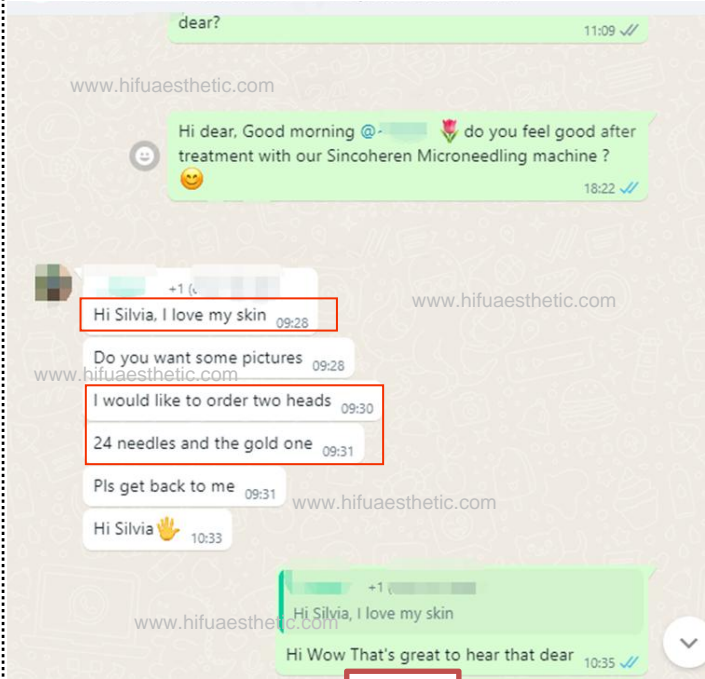 dear?
11:09
www.hifuaesthetic.com
Hi dear, Good morning @ 🌷 do you feel good after
treatment with our Sincoheren Microneedling machine ?
😊
18:22
+1 (
www.hifuaesthetic.com
Hi Silvia, I love my skin 09:28
Do you want some pictures 09:28
www.hifuaesthetic.com
I would like to order two heads 09:30
24 needles and the gold one 09:31
Pls get back to me 09:31
www.hifuaesthetic.com
Hi Silvia🖐 10:33
+1 (
Hi Silvia, I love my skin
www.hifuaesthetic.com
Hi Wow That's great to hear that dear 10:35